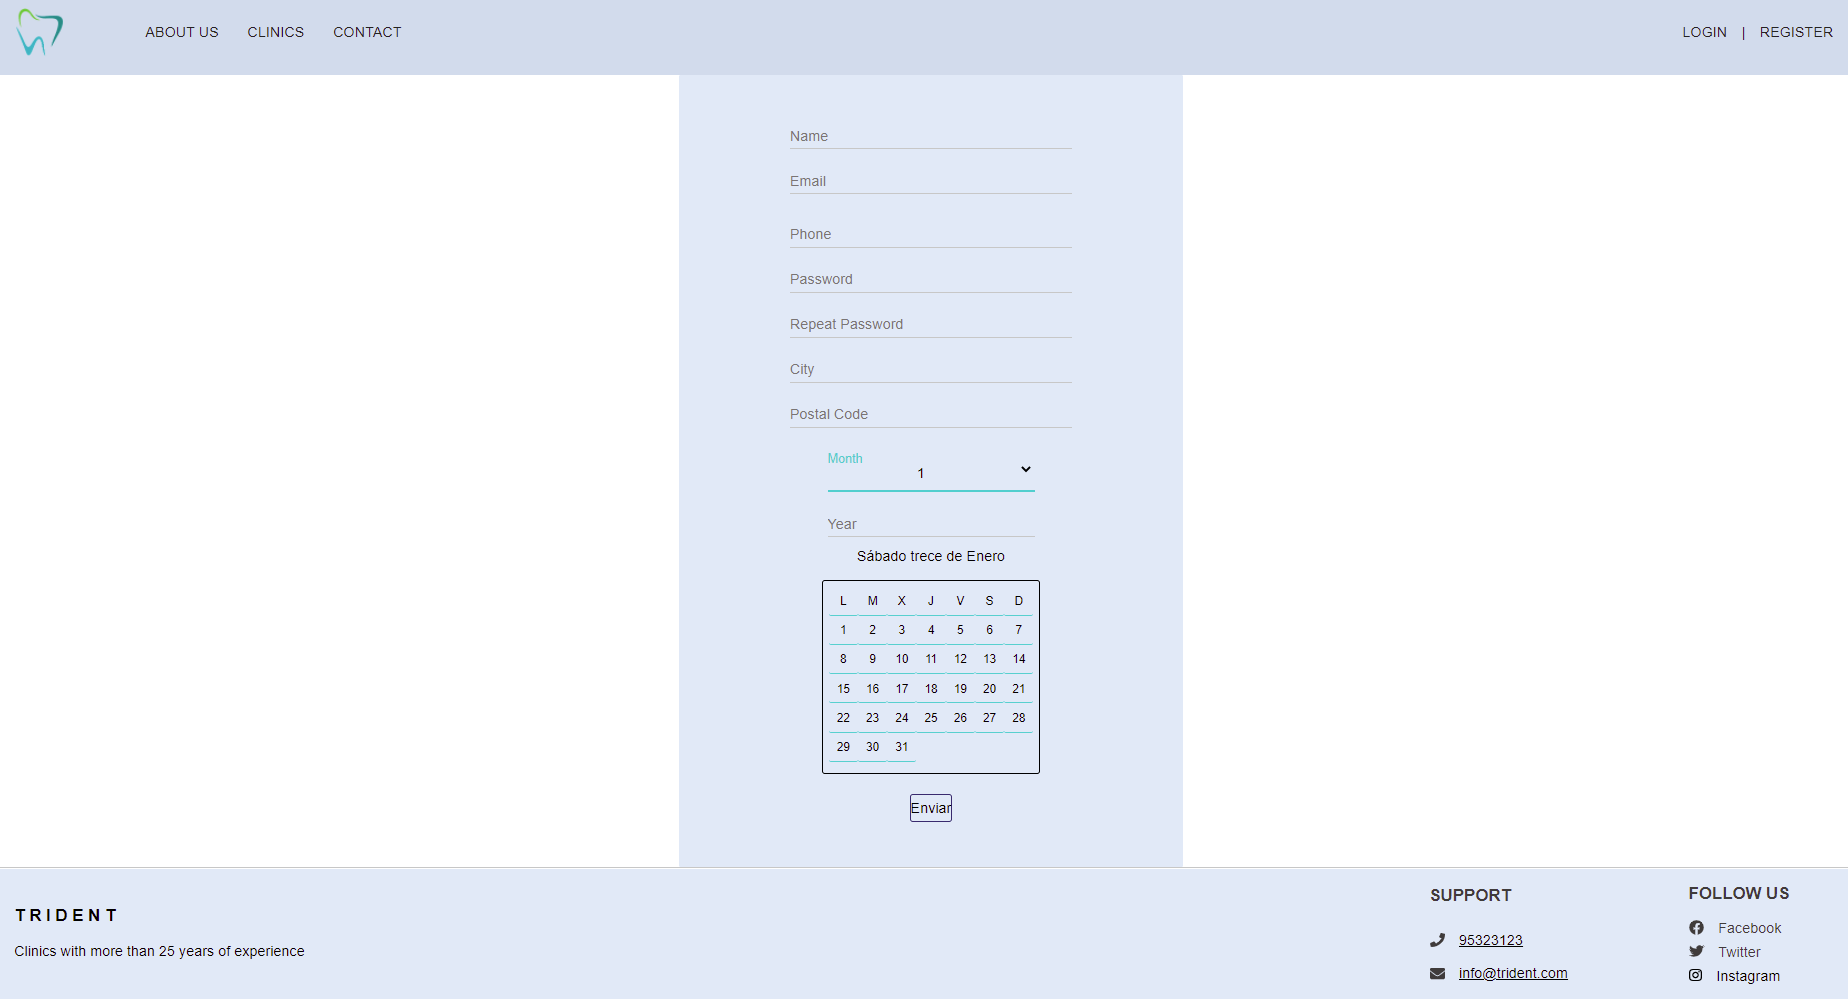 ABOUT US CLINICS CONTACT LOGIN | REGISTER
Name
Email
Phone
Password
Repeat Password
City
Postal Code
Month
1
Year
Sábado trece de Enero
L M X J V S D
1 2 3 4 5 6 7
8 9 10 11 12 13 14
15 16 17 18 19 20 21
22 23 24 25 26 27 28
29 30 31
Enviar
TRIDENT
Clinics with more than 25 years of experience
SUPPORT
95323123
info@trident.com
FOLLOW US
Facebook
Twitter
Instagram